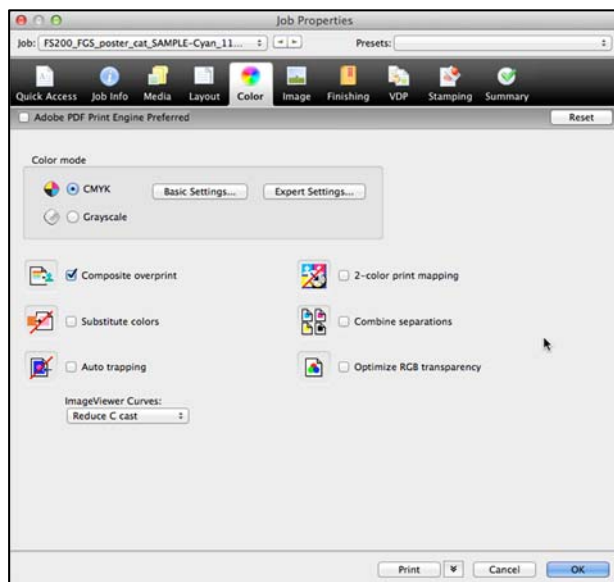 Job Properties
Job: FS200_FGS_poster_cat_SAMPLE-Cyan_11... Presets:
Quick Access Job Info Media Layout Color Image Finishing VDP Stamping Summary
Adobe PDF Print Engine Preferred Reset
Color mode
CMYK Basic Settings... Expert Settings...
Grayscale
Composite overprint 2-color print mapping
Substitute colors Combine separations
Auto trapping Optimize RGB transparency
ImageViewer Curves:
Reduce C cast
Print Cancel OK